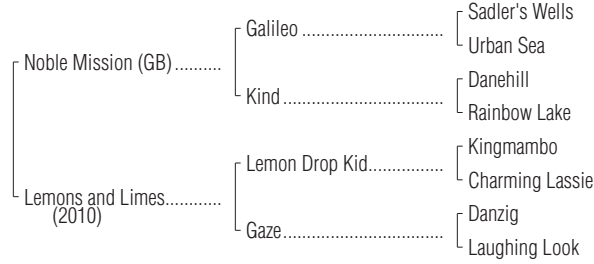 Sadler's Wells
Galileo ..............................
Urban Sea
Noble Mission (GB) ..........
Danehill
Kind ..................................
Rainbow Lake
Kingmambo
Lemon Drop Kid................
Charming Lassie
Lemons and Limes............
(2010)
Danzig
Gaze..................................
Laughing Look